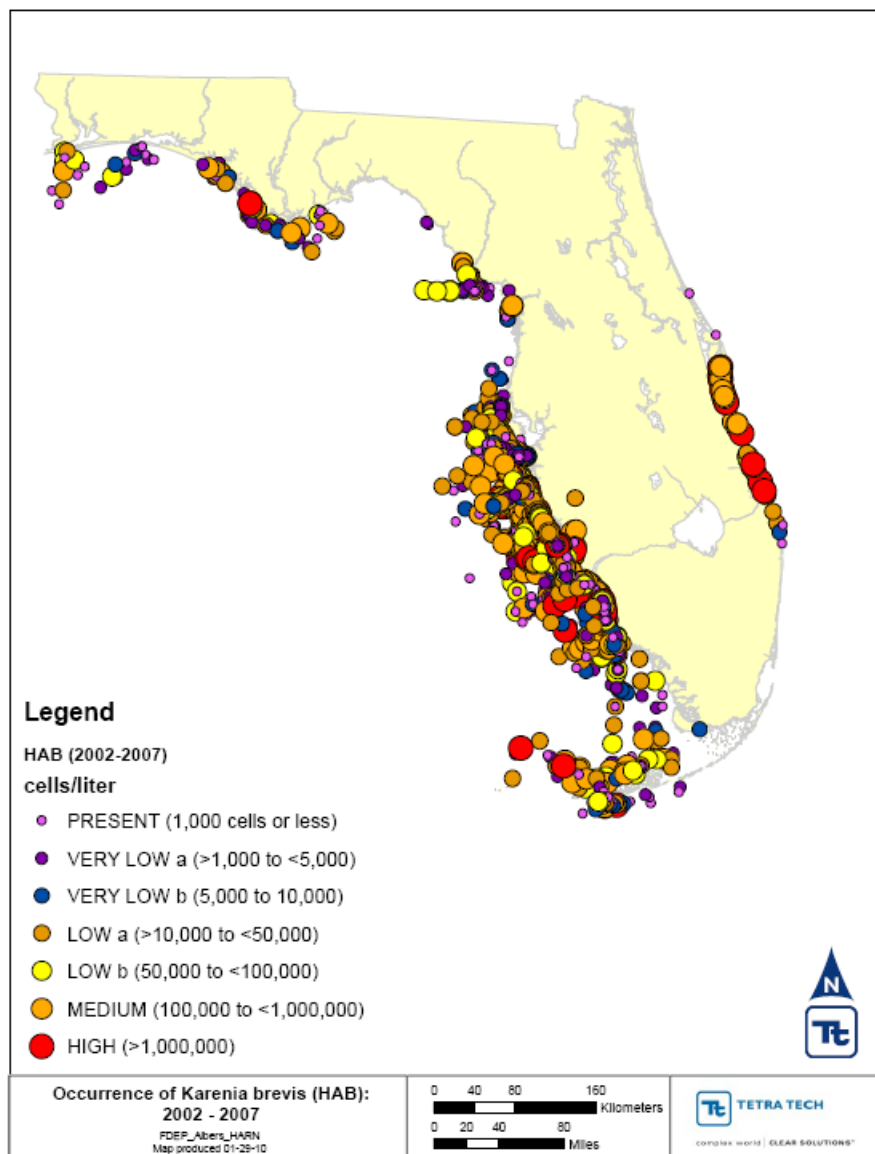 Legend
HAB (2002-2007)
cells/liter
PRESENT (1,000 cells or less)
VERY LOW a (>1,000 to <5,000)
VERY LOW b (5,000 to 10,000)
LOW a (>10,000 to <50,000)
LOW b (50,000 to <100,000)
MEDIUM (100,000 to <1,000,000)
HIGH (>1,000,000)
N
Tt
Occurrence of Karenia brevis (HAB):
2002 - 2007
FDEP_Albers_HARN
Map produced 01-29-10
0 40 80 160
Kilometers
0 20 40 80
Miles
Tt TETRA TECH
complex world | CLEAR SOLUTIONS™